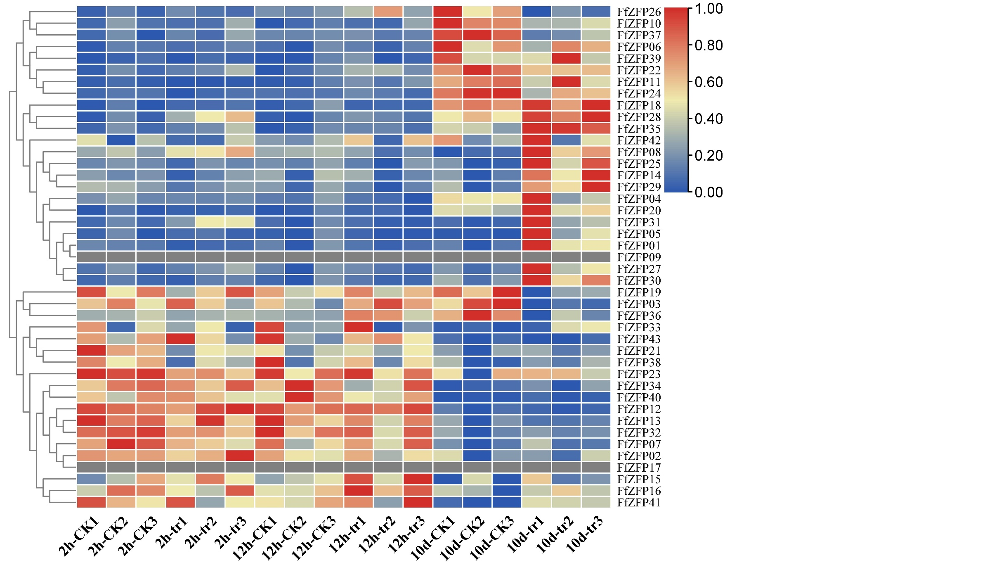 FfZFP26
FfZFP10
FfZFP37
FfZFP06
FfZFP39
FfZFP22
FfZFP11
FfZFP24
FfZFP18
FfZFP28
FfZFP35
FfZFP42
FfZFP08
FfZFP25
FfZFP14
FfZFP29
FfZFP04
FfZFP20
FfZFP31
FfZFP05
FfZFP01
FfZFP09
FfZFP27
FfZFP30
FfZFP19
FfZFP03
FfZFP36
FfZFP33
FfZFP43
FfZFP21
FfZFP38
FfZFP23
FfZFP34
FfZFP40
FfZFP12
FfZFP13
FfZFP32
FfZFP07
FfZFP02
FfZFP17
FfZFP15
FfZFP16
FfZFP41
1.00
0.80
0.60
0.40
0.20
0.00
2h-CK1
2h-CK2
2h-CK3
2h-tr1
2h-tr2
2h-tr3
12h-CK1
12h-CK2
12h-CK3
12h-tr1
12h-tr2
12h-tr3
10d-CK1
10d-CK2
10d-CK3
10d-tr1
10d-tr2
10d-tr3